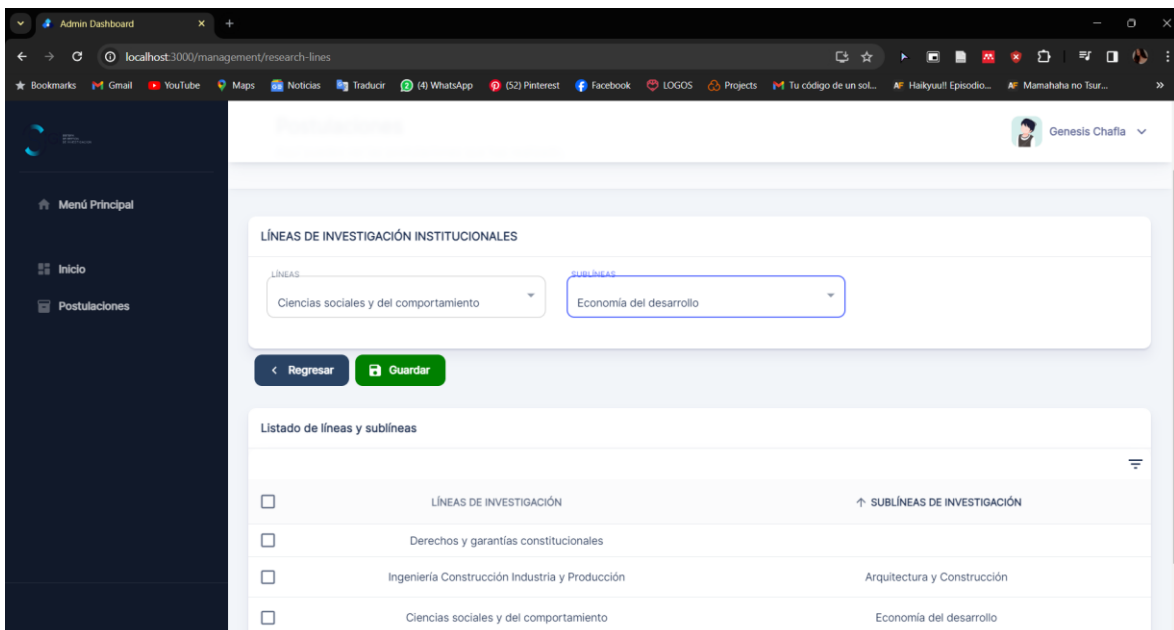 Admin Dashboard
localhost:3000/management/research-lines
Bookmarks Gmail YouTube Maps Noticias Traducir (4) WhatsApp (52) Pinterest Facebook LOGOS Projects Tu código de un sol... Haikyuu!! Episodio... Mamahaha no Tsur...
Postulaciones
Genesis Chafla
Menú Principal
Inicio
Postulaciones
LÍNEAS DE INVESTIGACIÓN INSTITUCIONALES
LÍNEAS SUBLÍNEAS
Ciencias sociales y del comportamiento Economía del desarrollo
Regresar Guardar
Listado de líneas y sublíneas
LÍNEAS DE INVESTIGACIÓN SUBLÍNEAS DE INVESTIGACIÓN
Derechos y garantías constitucionales
Ingeniería Construcción Industria y Producción Arquitectura y Construcción
Ciencias sociales y del comportamiento Economía del desarrollo